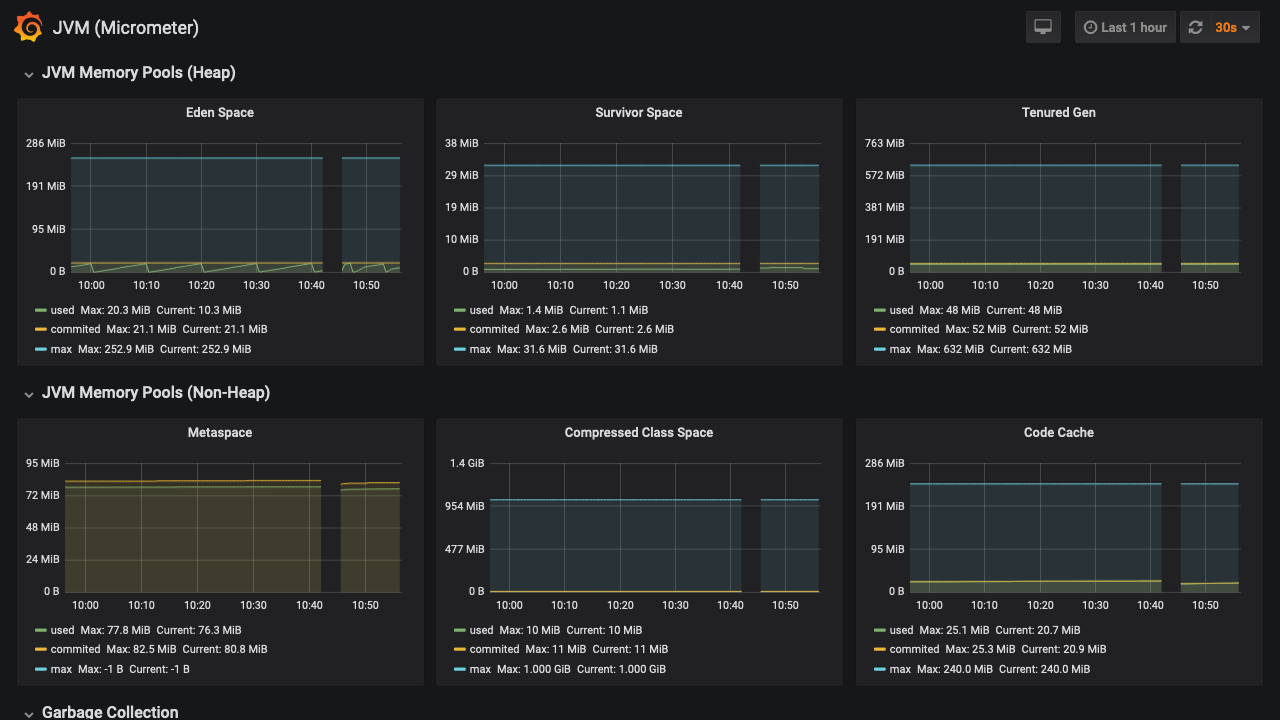 JVM (Micrometer)
Last 1 hour
30s
JVM Memory Pools (Heap)
Eden Space
286 MiB
191 MiB
95 MiB
0 B
10:00 10:10 10:20 10:30 10:40 10:50
used Max: 20.3 MiB Current: 10.3 MiB
commited Max: 21.1 MiB Current: 21.1 MiB
max Max: 252.9 MiB Current: 252.9 MiB
Survivor Space
38 MiB
29 MiB
19 MiB
10 MiB
0 B
10:00 10:10 10:20 10:30 10:40 10:50
used Max: 1.4 MiB Current: 1.1 MiB
commited Max: 2.6 MiB Current: 2.6 MiB
max Max: 31.6 MiB Current: 31.6 MiB
Tenured Gen
763 MiB
572 MiB
381 MiB
191 MiB
0 B
10:00 10:10 10:20 10:30 10:40 10:50
used Max: 48 MiB Current: 48 MiB
commited Max: 52 MiB Current: 52 MiB
max Max: 632 MiB Current: 632 MiB
JVM Memory Pools (Non-Heap)
Metaspace
95 MiB
72 MiB
48 MiB
24 MiB
0 B
10:00 10:10 10:20 10:30 10:40 10:50
used Max: 77.8 MiB Current: 76.3 MiB
commited Max: 82.5 MiB Current: 80.8 MiB
max Max: -1 B Current: -1 B
Compressed Class Space
1.4 GiB
954 MiB
477 MiB
0 B
10:00 10:10 10:20 10:30 10:40 10:50
used Max: 10 MiB Current: 10 MiB
commited Max: 11 MiB Current: 11 MiB
max Max: 1.000 GiB Current: 1.000 GiB
Code Cache
286 MiB
191 MiB
95 MiB
0 B
10:00 10:10 10:20 10:30 10:40 10:50
used Max: 25.1 MiB Current: 20.7 MiB
commited Max: 25.3 MiB Current: 20.9 MiB
max Max: 240.0 MiB Current: 240.0 MiB
Garbage Collection